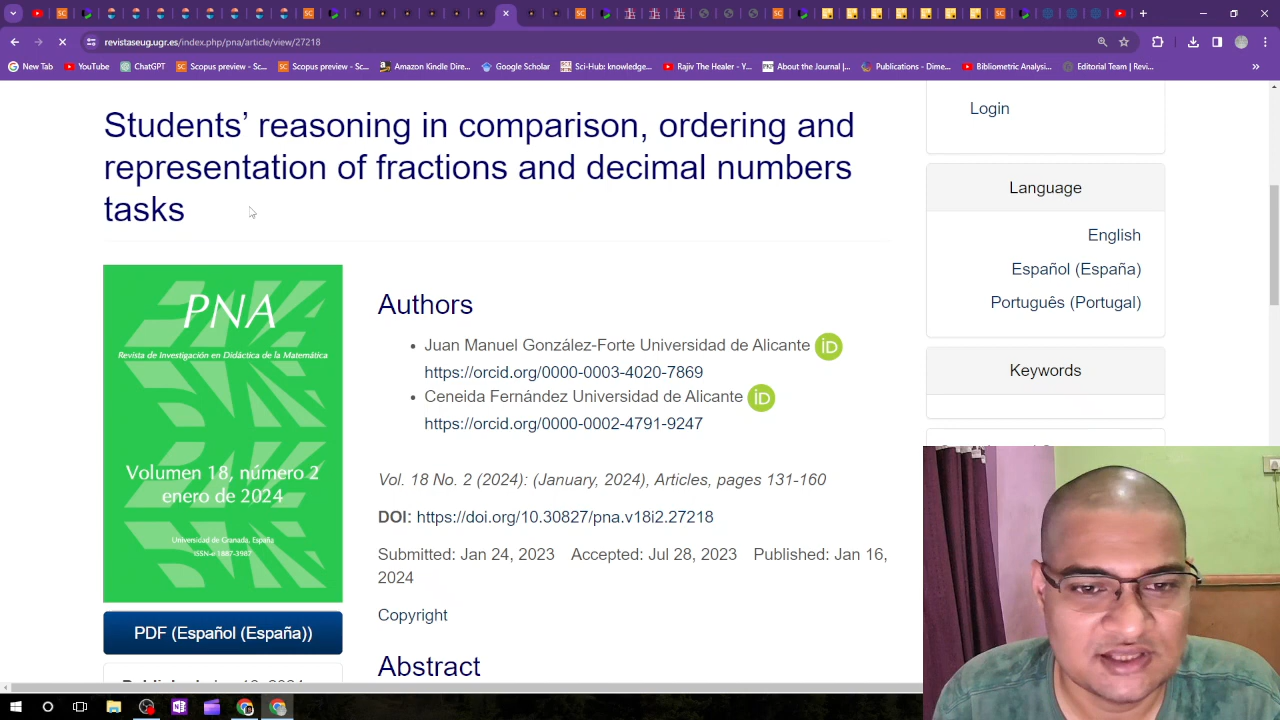 revistaseug.ugr.es/index.php/pna/article/view/27218
New Tab YouTube ChatGPT Scopus preview - Sc... Scopus preview - Sc... Amazon Kindle Dire... Google Scholar Sci-Hub: knowledge... Rajiv The Healer - Y... About the Journal |... Publications - Dime... Bibliometric Analysi... Editorial Team | Revi...
Login
Students’ reasoning in comparison, ordering and
representation of fractions and decimal numbers
tasks
Language
English
Español (España)
Português (Portugal)
Keywords
PNA
Revista de Investigación en Didáctica de la Matemática
Volumen 18, número 2
enero de 2024
Universidad de Granada. España
ISSN-e 1887-3987
PDF (Español (España))
Authors
Juan Manuel González-Forte Universidad de Alicante iD
https://orcid.org/0000-0003-4020-7869
Ceneida Fernández Universidad de Alicante iD
https://orcid.org/0000-0002-4791-9247
Vol. 18 No. 2 (2024): (January, 2024), Articles, pages 131-160
DOI: https://doi.org/10.30827/pna.v18i2.27218
Submitted: Jan 24, 2023 Accepted: Jul 28, 2023 Published: Jan 16,
2024
Copyright
Abstract